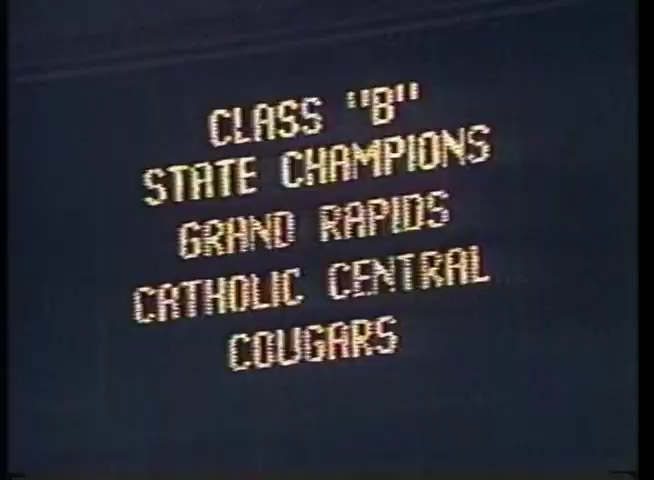 CLASS "B"
STATE CHAMPIONS
GRAND RAPIDS
CATHOLIC CENTRAL
COUGARS